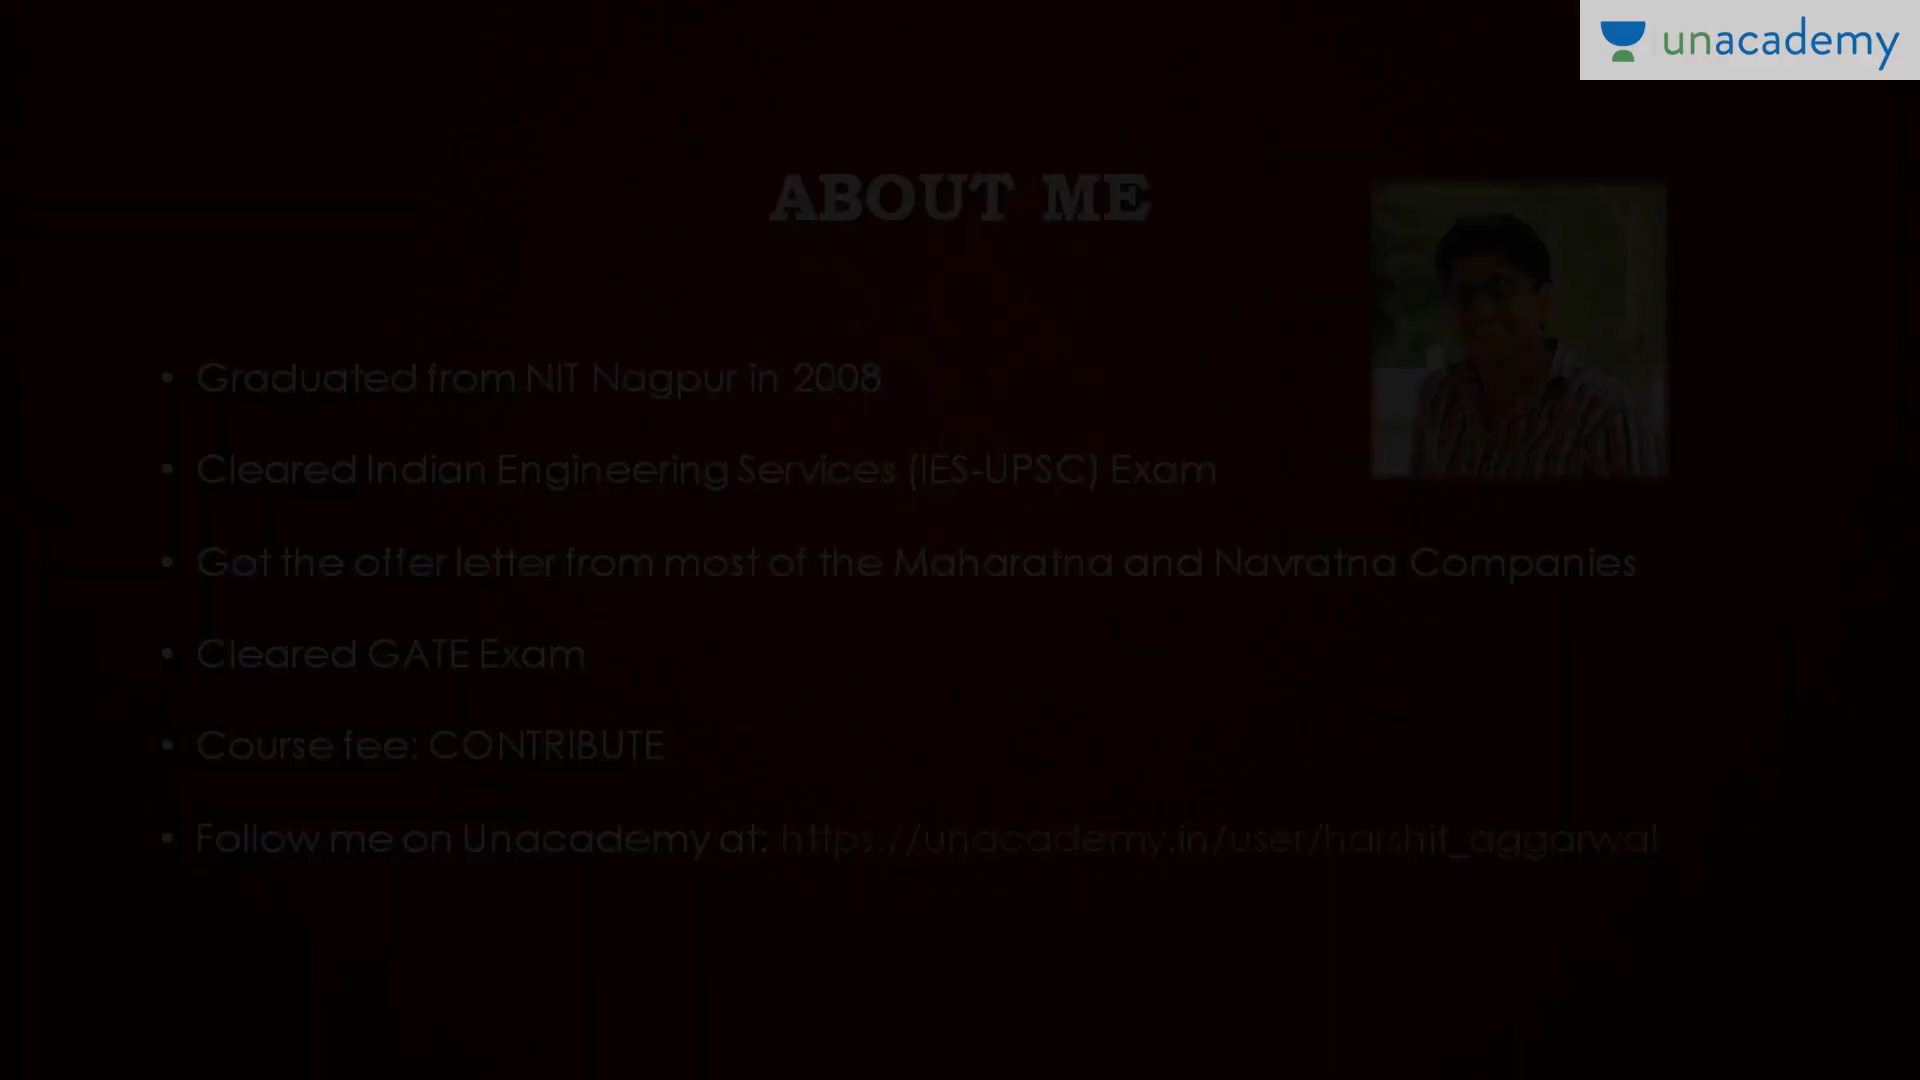 unacademy
ABOUT ME
• Graduated from NIT Nagpur in 2008
• Cleared Indian Engineering Services (IES-UPSC) Exam
• Got the offer letter from most of the Maharatna and Navratna Companies
• Cleared GATE Exam
• Course fee: CONTRIBUTE
• Follow me on Unacademy at: https://unacademy.in/user/harshit_aggarwal